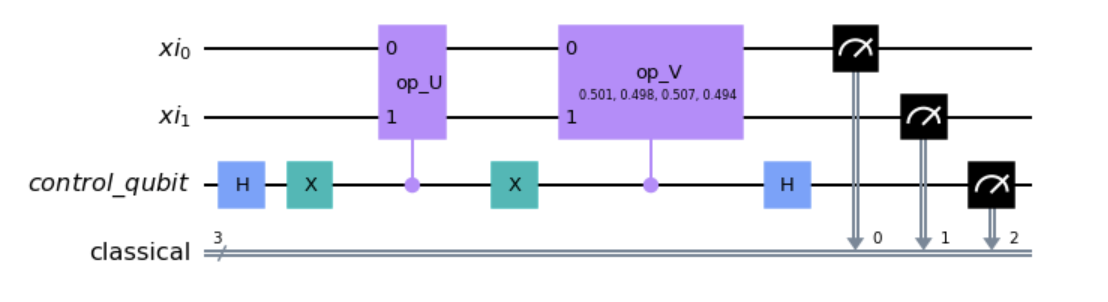 xi0
0
0
op_U
op_V
0.501, 0.498, 0.507, 0.494
xi1
1
1
control_qubit
H
X
X
H
classical
3
0
1
2